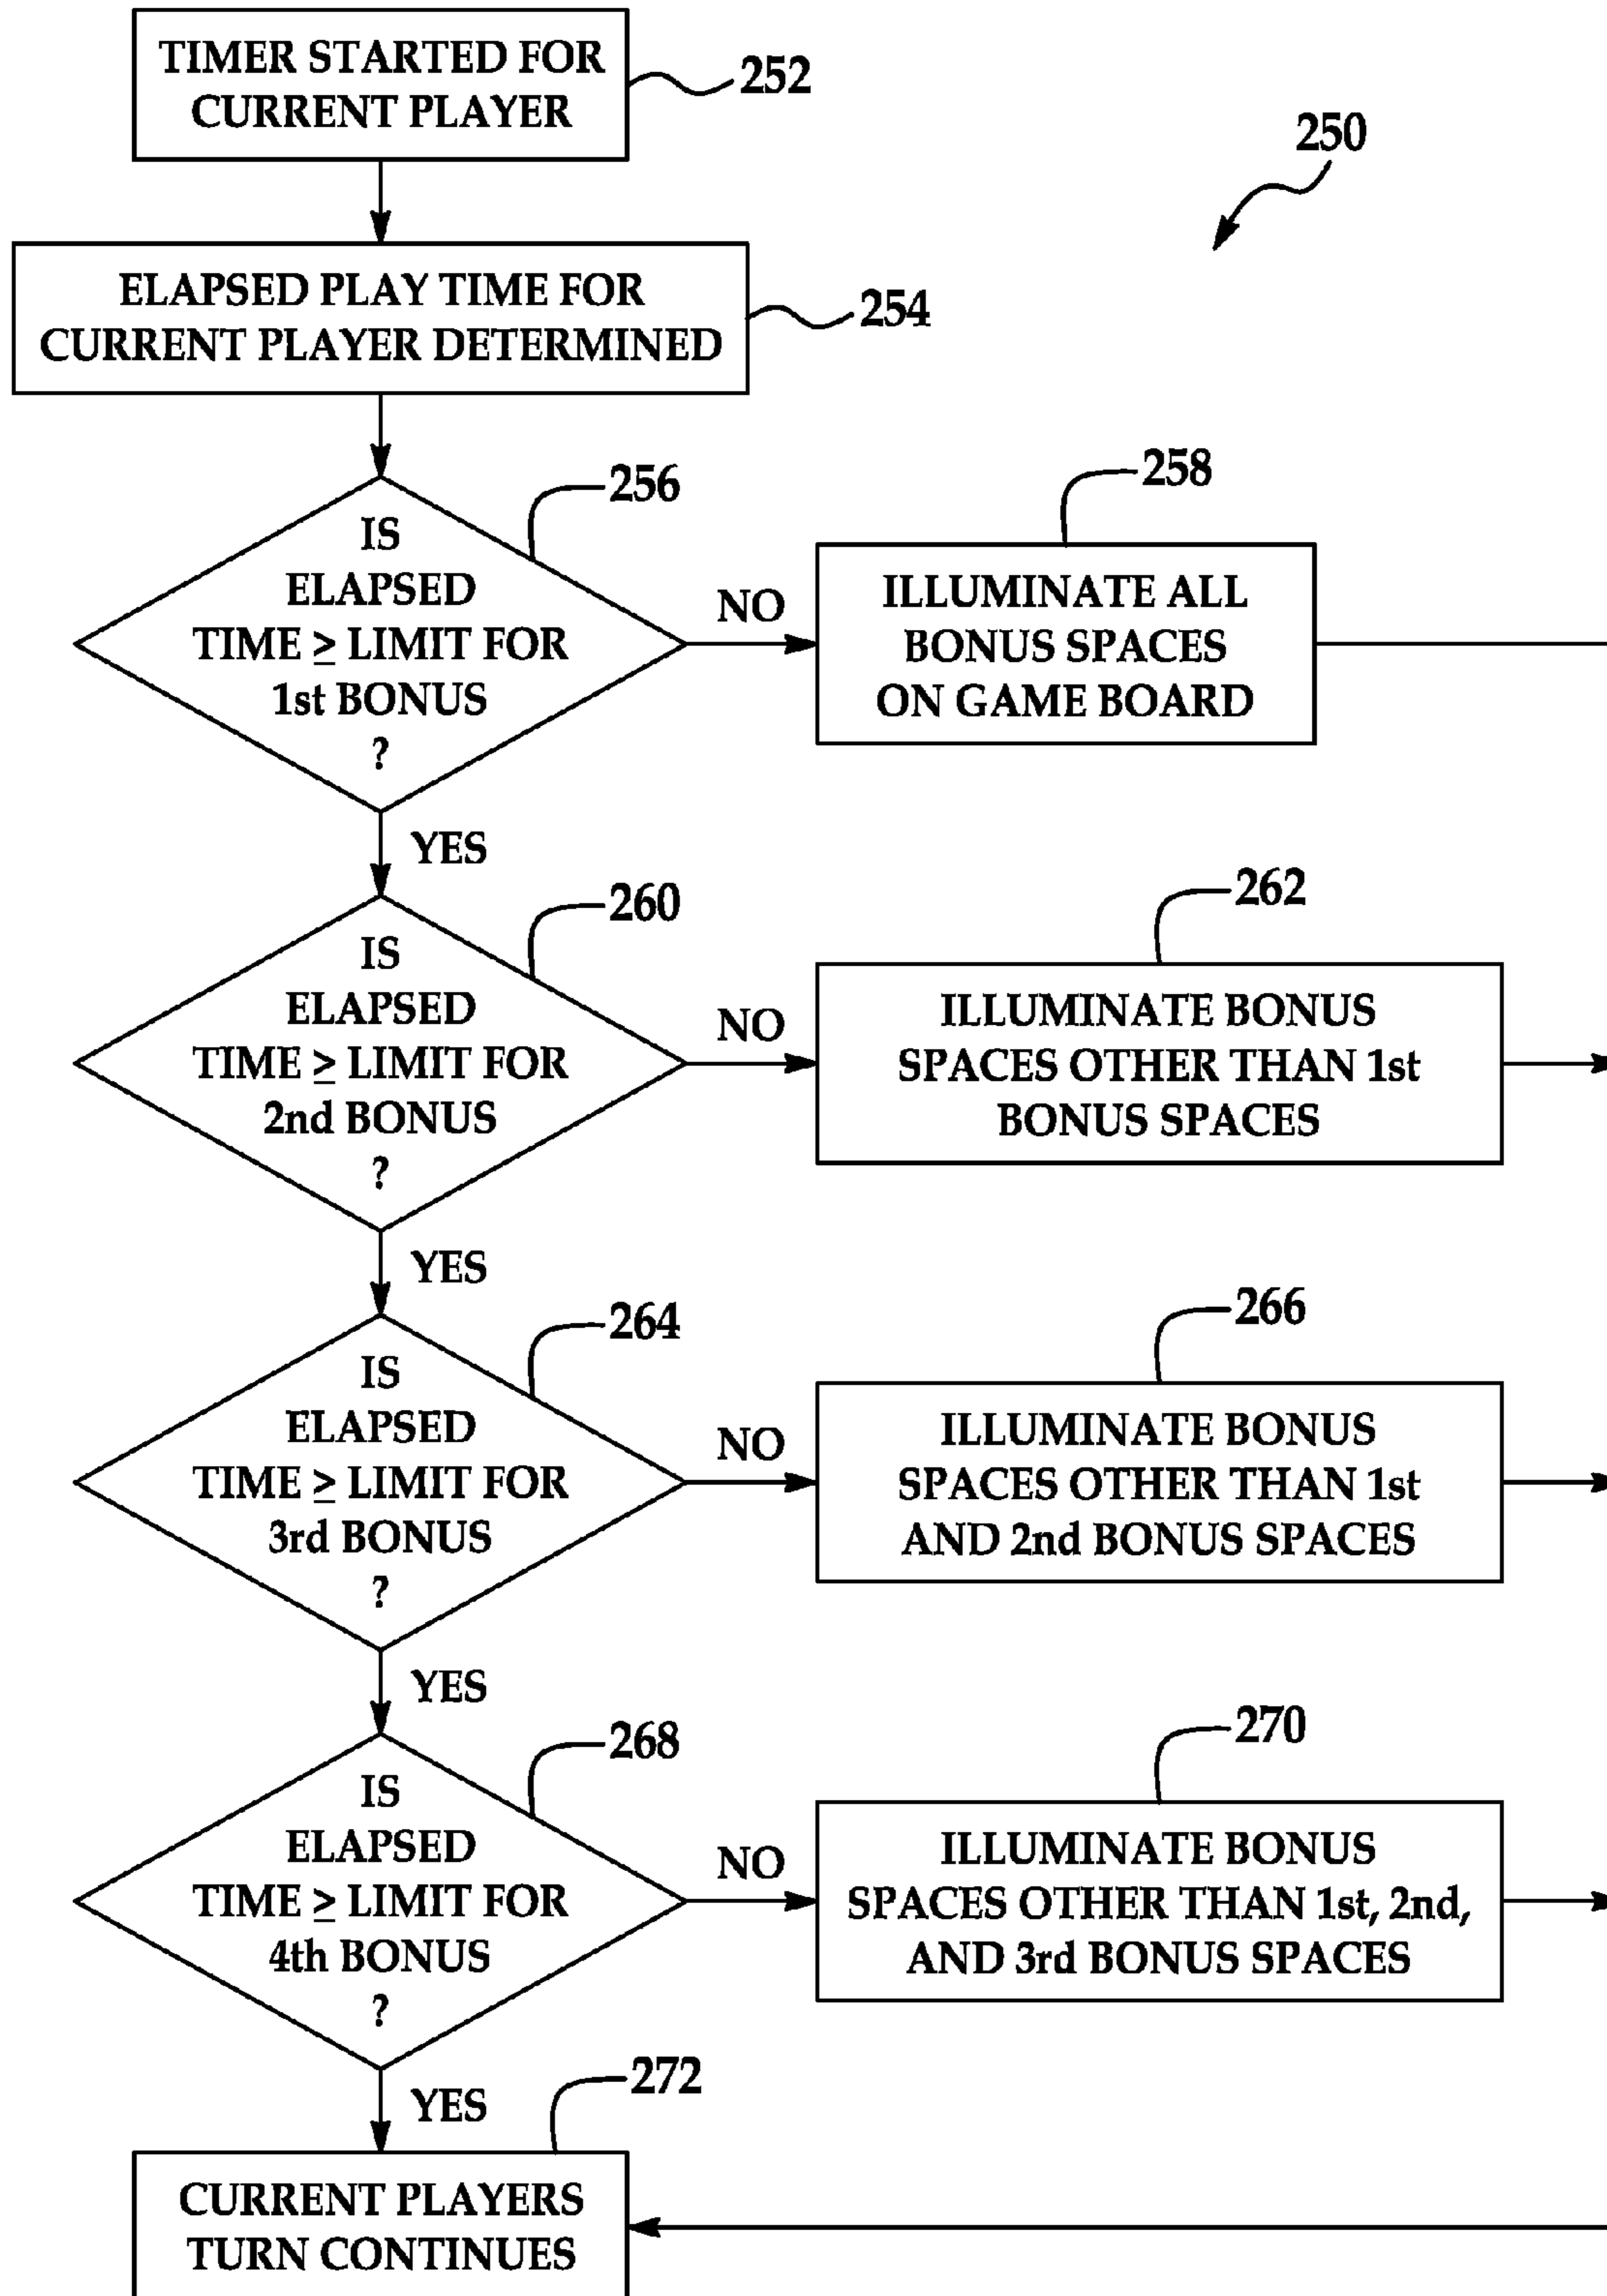 TIMER STARTED FOR
CURRENT PLAYER
252
250
ELAPSED PLAY TIME FOR
CURRENT PLAYER DETERMINED
254
256
IS
ELAPSED
TIME ≥ LIMIT FOR
1st BONUS
?
NO
258
ILLUMINATE ALL
BONUS SPACES
ON GAME BOARD
YES
260
IS
ELAPSED
TIME ≥ LIMIT FOR
2nd BONUS
?
NO
262
ILLUMINATE BONUS
SPACES OTHER THAN 1st
BONUS SPACES
YES
264
IS
ELAPSED
TIME ≥ LIMIT FOR
3rd BONUS
?
NO
266
ILLUMINATE BONUS
SPACES OTHER THAN 1st
AND 2nd BONUS SPACES
YES
268
IS
ELAPSED
TIME ≥ LIMIT FOR
4th BONUS
?
NO
270
ILLUMINATE BONUS
SPACES OTHER THAN 1st, 2nd,
AND 3rd BONUS SPACES
YES
272
CURRENT PLAYERS
TURN CONTINUES